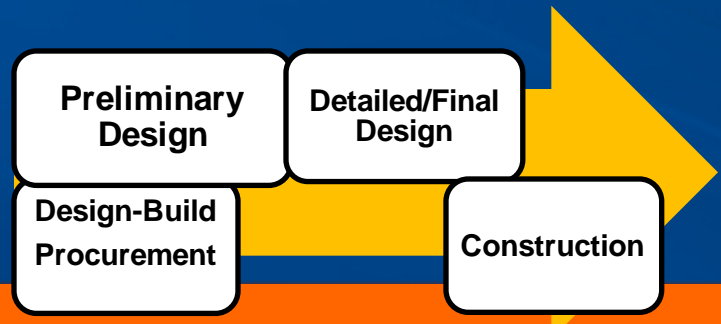 Preliminary
Design
Detailed/Final
Design
Design-Build
Procurement
Construction